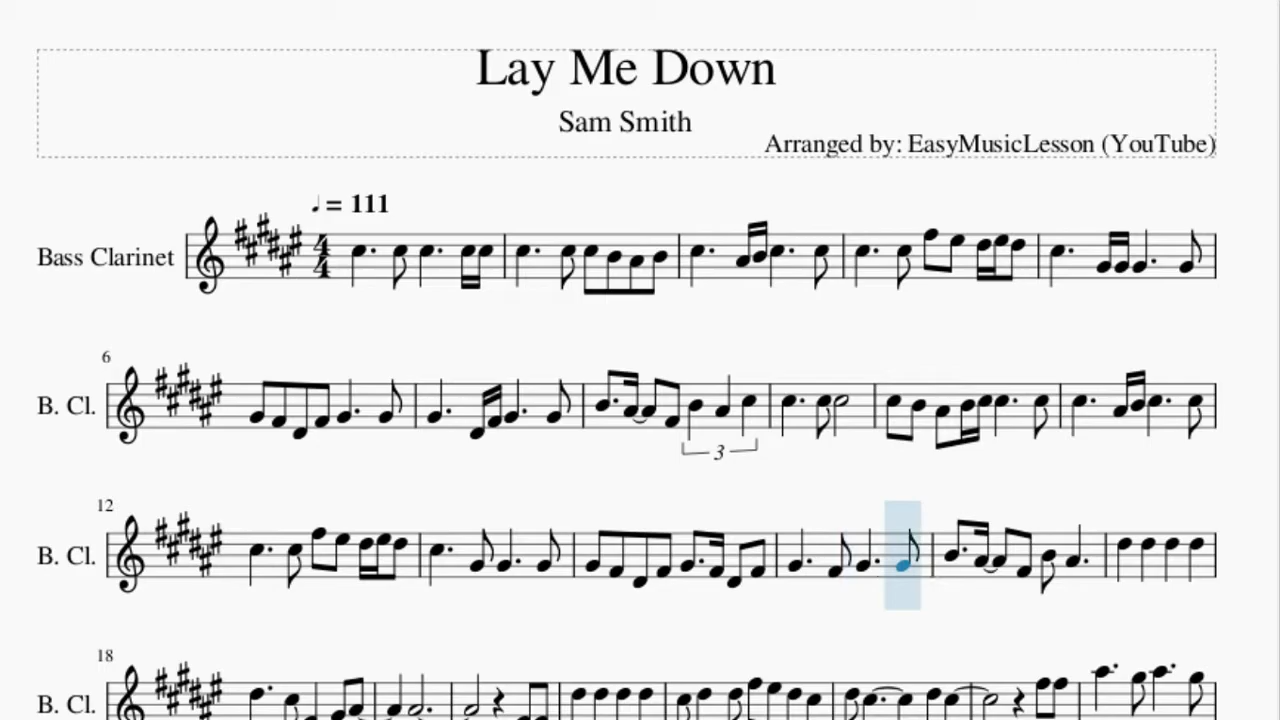 Lay Me Down
Sam Smith
Arranged by: EasyMusicLesson (YouTube)
♩ = 111
Bass Clarinet
4
4
6
B. Cl.
3
12
B. Cl.
18
B. Cl.